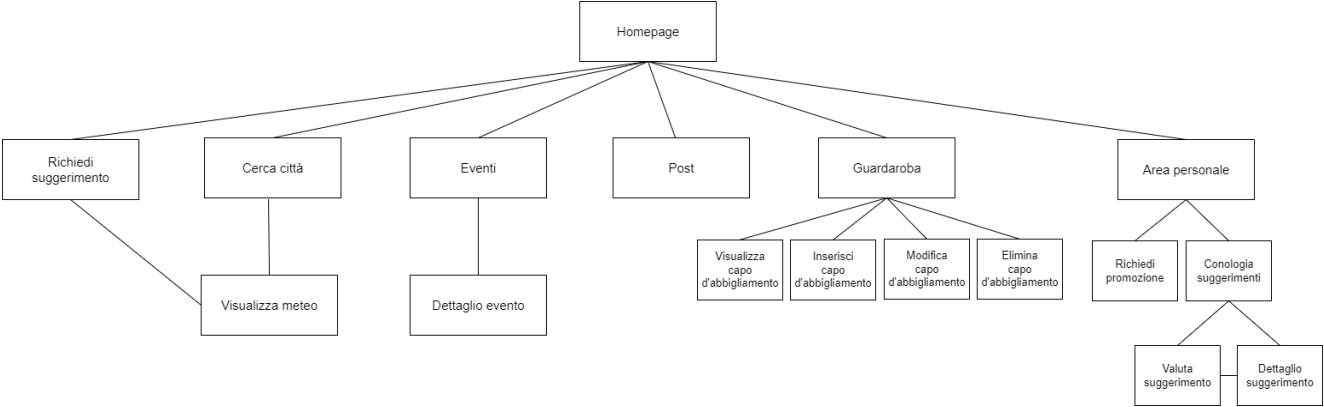 Homepage
Richiedi
suggerimento
Cerca città
Eventi
Post
Guardaroba
Area personale
Visualizza
capo
d'abbigliamento
Inserisci
capo
d'abbigliamento
Modifica
capo
d'abbigliamento
Elimina
capo
d'abbigliamento
Richiedi
promozione
Conologia
suggerimenti
Visualizza meteo
Dettaglio evento
Valuta
suggerimento
Dettaglio
suggerimento